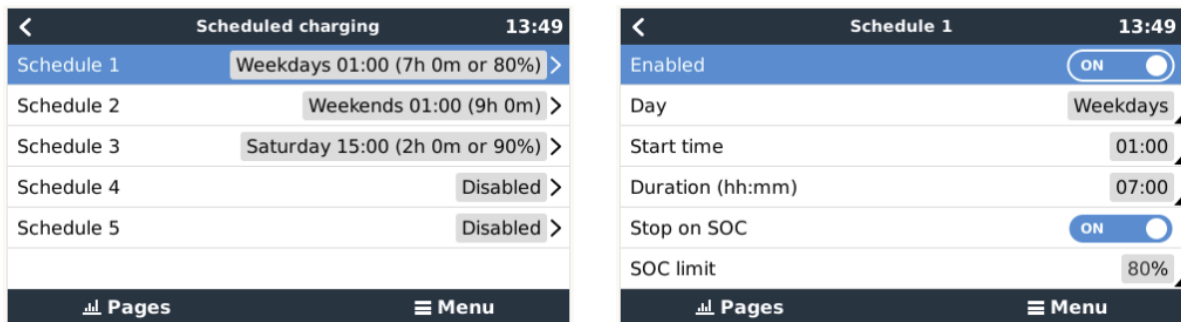 Scheduled charging 13:49
Schedule 1 Weekdays 01:00 (7h 0m or 80%)
Schedule 2 Weekends 01:00 (9h 0m)
Schedule 3 Saturday 15:00 (2h 0m or 90%)
Schedule 4 Disabled
Schedule 5 Disabled
Pages Menu
Schedule 1 13:49
Enabled ON
Day Weekdays
Start time 01:00
Duration (hh:mm) 07:00
Stop on SOC ON
SOC limit 80%
Pages Menu